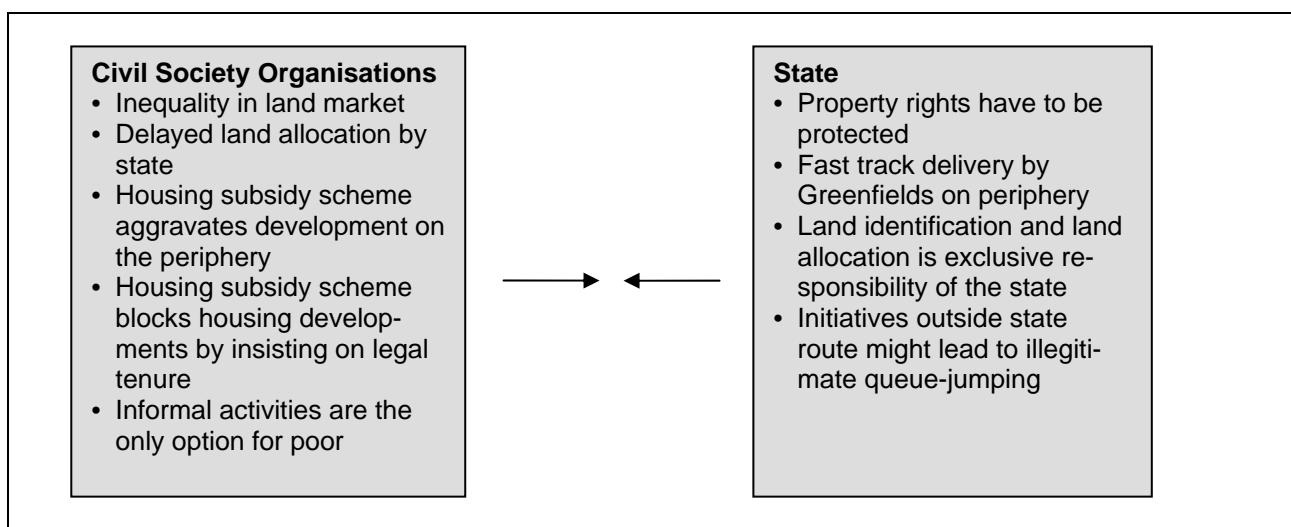 Civil Society Organisations
• Inequality in land market
• Delayed land allocation by
state
• Housing subsidy scheme
aggravates development on
the periphery
• Housing subsidy scheme
blocks housing develop-
ments by insisting on legal
tenure
• Informal activities are the
only option for poor
State
• Property rights have to be
protected
• Fast track delivery by
Greenfields on periphery
• Land identification and land
allocation is exclusive re-
sponsibility of the state
• Initiatives outside state
route might lead to illegiti-
mate queue-jumping